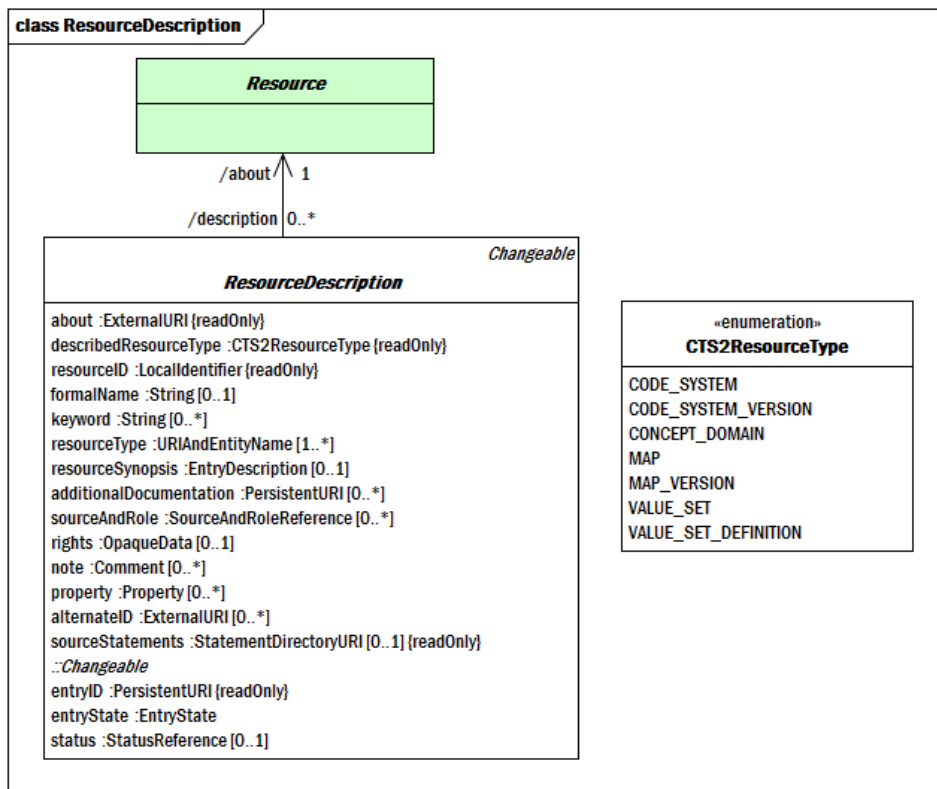 class ResourceDescription
Resource
/about 1
/description 0..*
Changeable
ResourceDescription
about :ExternalURI {readOnly}
describedResourceType :CTS2ResourceType {readOnly}
resourceID :LocalIdentifier {readOnly}
formalName :String [0..1]
keyword :String [0..*]
resourceType :URIAndEntityName [1..*]
resourceSynopsis :EntryDescription [0..1]
additionalDocumentation :PersistentURI [0..*]
sourceAndRole :SourceAndRoleReference [0..*]
rights :OpaqueData [0..1]
note :Comment [0..*]
property :Property [0..*]
alternateID :ExternalURI [0..*]
sourceStatements :StatementDirectoryURI [0..1] {readOnly}
::Changeable
entryID :PersistentURI {readOnly}
entryState :EntryState
status :StatusReference [0..1]
«enumeration»
CTS2ResourceType
CODE_SYSTEM
CODE_SYSTEM_VERSION
CONCEPT_DOMAIN
MAP
MAP_VERSION
VALUE_SET
VALUE_SET_DEFINITION